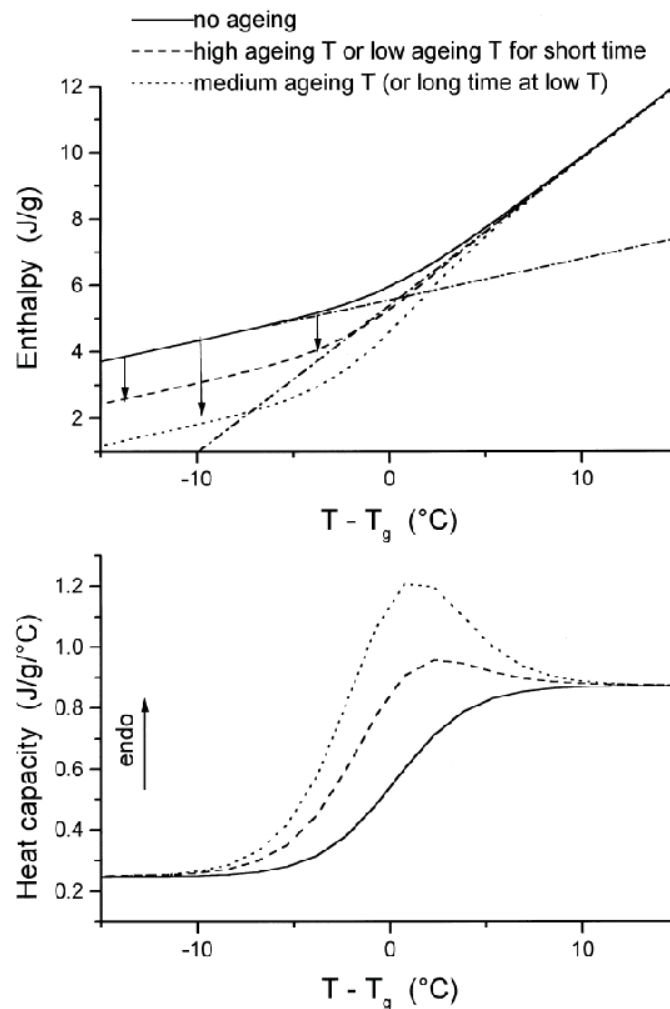 no ageing
high ageing T or low ageing T for short time
medium ageing T (or long time at low T)
12
10
8
6
4
2
Enthalpy (J/g)
-10
0
10
T - Tg (°C)
1.2
1.0
0.8
0.6
0.4
0.2
Heat capacity (J/g/°C)
endo
-10
0
10
T - Tg (°C)